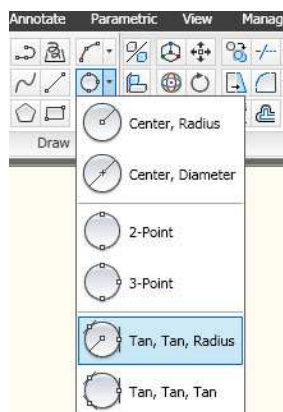 Annotate Parametric View Manag
Draw
Center, Radius
Center, Diameter
2-Point
3-Point
Tan, Tan, Radius
Tan, Tan, Tan